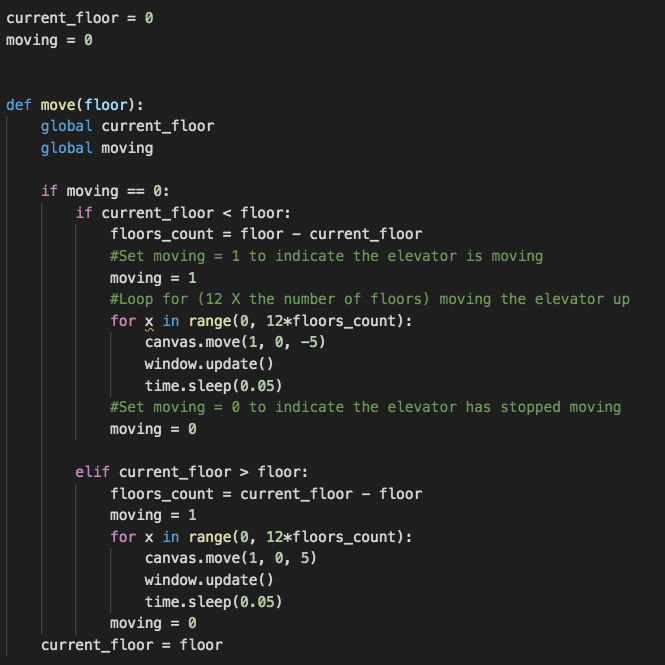 current_floor = 0
moving = 0
def move(floor):
    global current_floor
    global moving
    if moving == 0:
        if current_floor < floor:
            floors_count = floor - current_floor
            #Set moving = 1 to indicate the elevator is moving
            moving = 1
            #Loop for (12 X the number of floors) moving the elevator up
            for x in range(0, 12*floors_count):
                canvas.move(1, 0, -5)
                window.update()
                time.sleep(0.05)
            #Set moving = 0 to indicate the elevator has stopped moving
            moving = 0
        elif current_floor > floor:
            floors_count = current_floor - floor
            moving = 1
            for x in range(0, 12*floors_count):
                canvas.move(1, 0, 5)
                window.update()
                time.sleep(0.05)
            moving = 0
    current_floor = floor